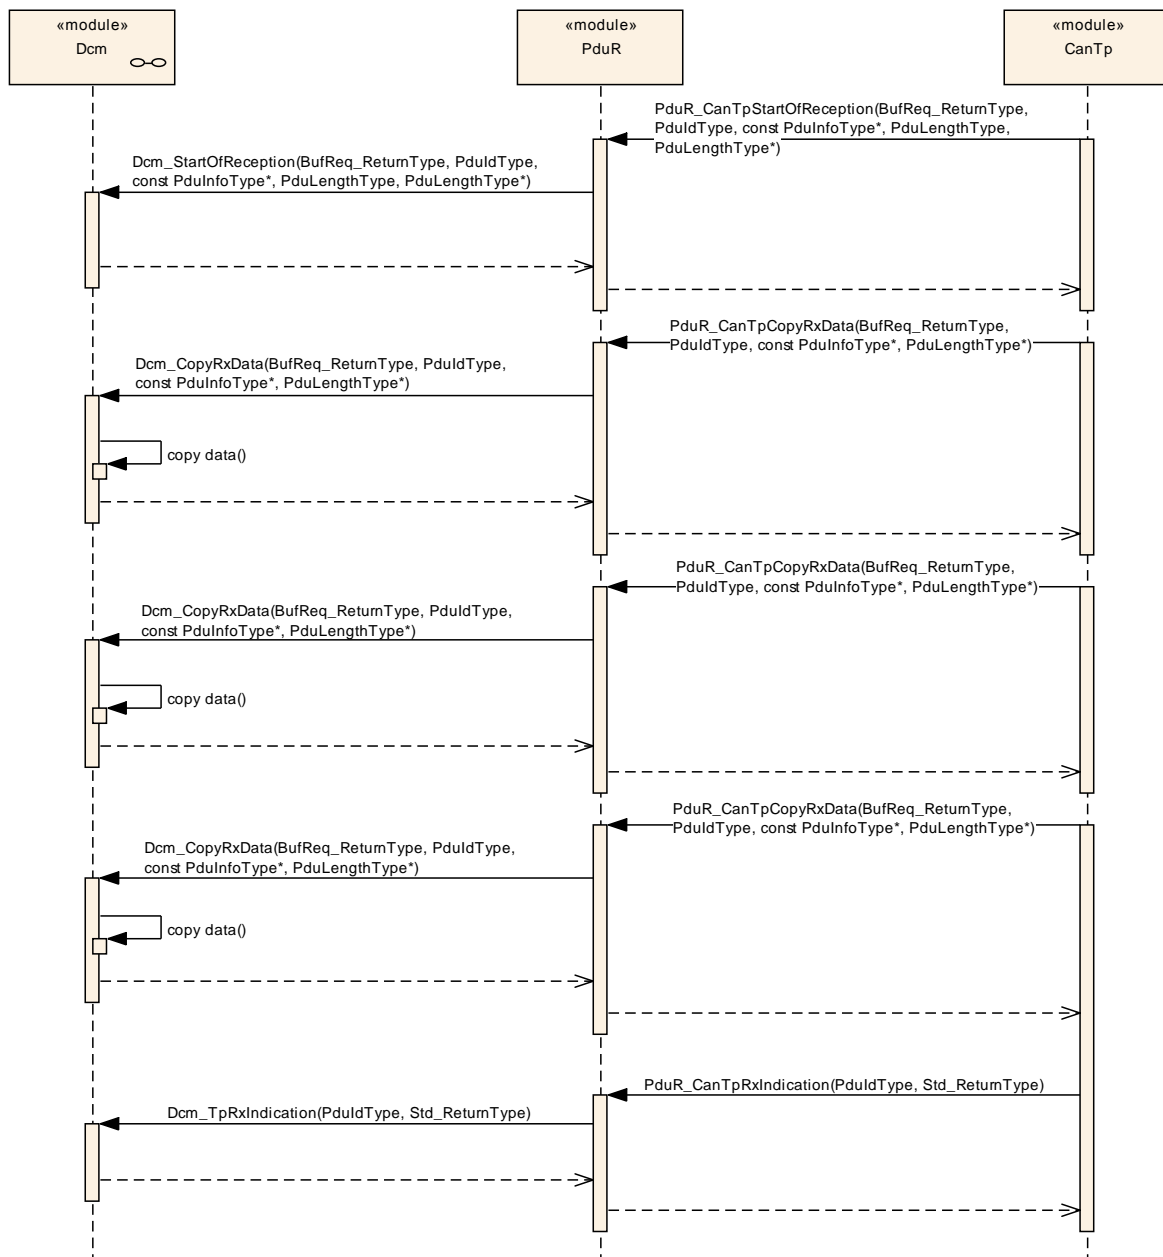 «module»
Dcm
«module»
PduR
«module»
CanTp
PduR_CanTpStartOfReception(BufReq_ReturnType,
PduIdType, const PduInfoType*, PduLengthType,
PduLengthType*)
Dcm_StartOfReception(BufReq_ReturnType, PduIdType,
const PduInfoType*, PduLengthType, PduLengthType*)
PduR_CanTpCopyRxData(BufReq_ReturnType,
PduIdType, const PduInfoType*, PduLengthType*)
Dcm_CopyRxData(BufReq_ReturnType, PduIdType,
const PduInfoType*, PduLengthType*)
copy data()
PduR_CanTpCopyRxData(BufReq_ReturnType,
PduIdType, const PduInfoType*, PduLengthType*)
Dcm_CopyRxData(BufReq_ReturnType, PduIdType,
const PduInfoType*, PduLengthType*)
copy data()
PduR_CanTpCopyRxData(BufReq_ReturnType,
PduIdType, const PduInfoType*, PduLengthType*)
Dcm_CopyRxData(BufReq_ReturnType, PduIdType,
const PduInfoType*, PduLengthType*)
copy data()
PduR_CanTpRxIndication(PduIdType, Std_ReturnType)
Dcm_TpRxIndication(PduIdType, Std_ReturnType)